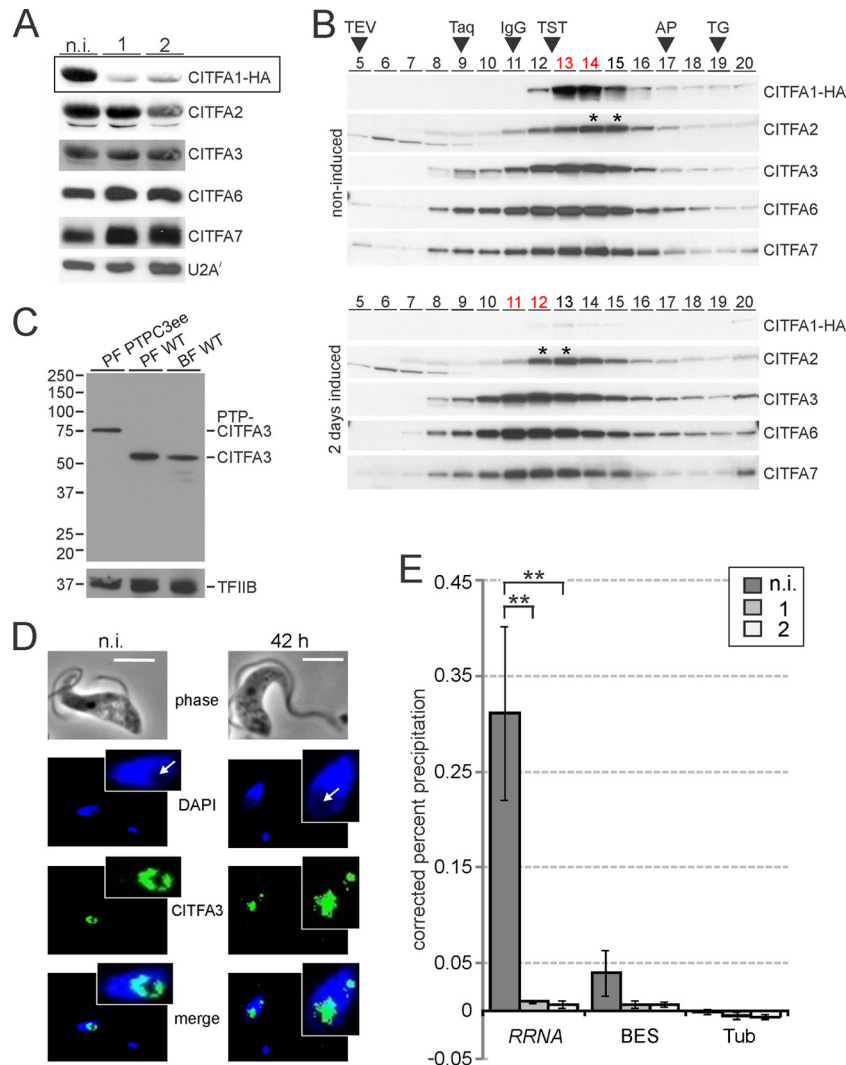 A
n.i. 1 2
CITFA1-HA
CITFA2
CITFA3
CITFA6
CITFA7
U2A′
B
TEV Taq IgG TST AP TG
5 6 7 8 9 10 11 12 13 14 15 16 17 18 19 20
non-induced
CITFA1-HA
* *
CITFA2
CITFA3
CITFA6
CITFA7
5 6 7 8 9 10 11 12 13 14 15 16 17 18 19 20
2 days induced
CITFA1-HA
* *
CITFA2
CITFA3
CITFA6
CITFA7
C
PF PTPC3ee
PF WT
BF WT
250
150
100
75
50
37
25
20
PTP-
CITFA3
CITFA3
37
TFIIB
D
n.i. 42 h
phase
DAPI
CITFA3
merge
E
corrected percent precipitation
0.45
0.35
0.25
0.15
0.05
0
-0.05
**
**
n.i.
1
2
RRNA BES Tub